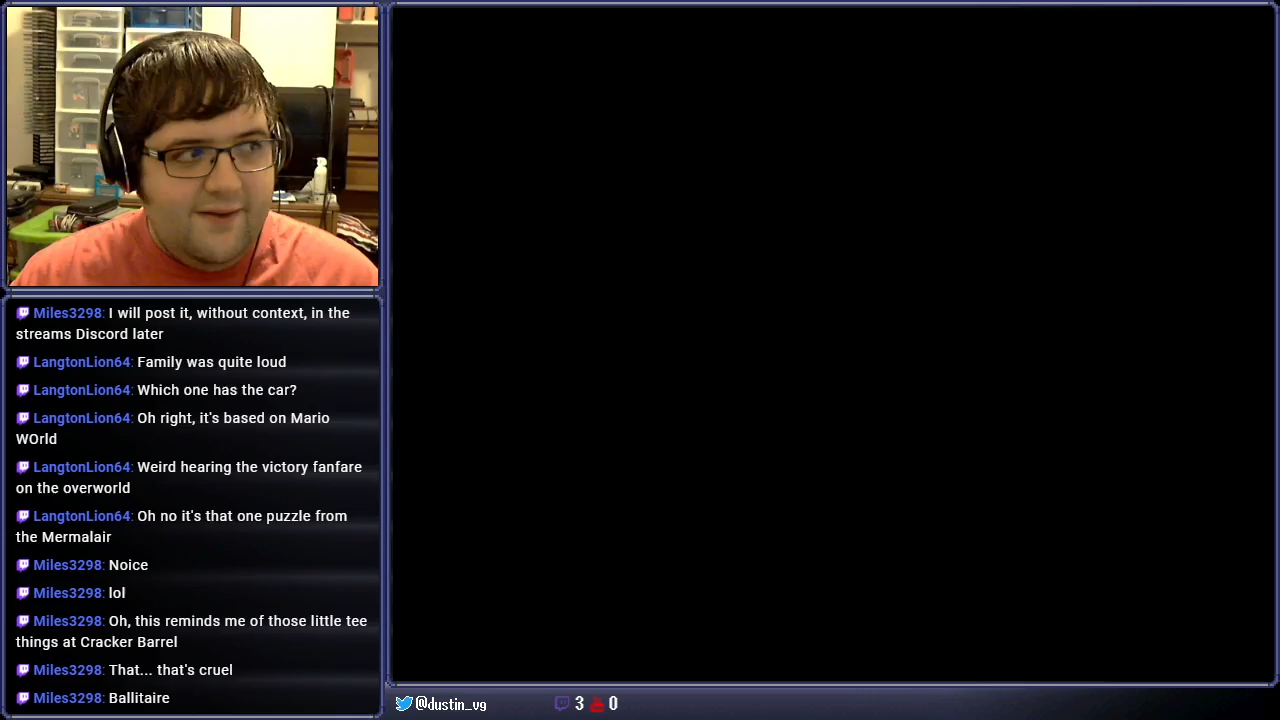 Miles3298: I will post it, without context, in the
streams Discord later
LangtonLion64: Family was quite loud
LangtonLion64: Which one has the car?
LangtonLion64: Oh right, it's based on Mario
WOrld
LangtonLion64: Weird hearing the victory fanfare
on the overworld
LangtonLion64: Oh no it's that one puzzle from
the Mermalair
Miles3298: Noice
Miles3298: lol
Miles3298: Oh, this reminds me of those little tee
things at Cracker Barrel
Miles3298: That... that's cruel
Miles3298: Ballitaire
@dustin_vg 3 0